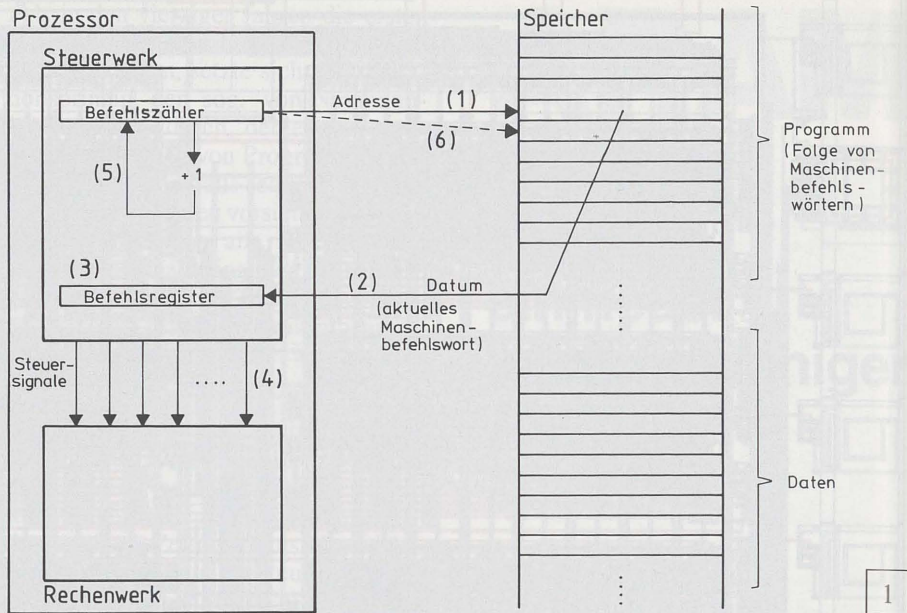 Prozessor
Speicher
Steuerwerk
Befehlszähler
Adresse
(1)
(6)
(5)
+ 1
Programm
(Folge von
Maschinen-
befehls-
wörtern)
(3)
Befehlsregister
(2)
Datum
(aktuelles
Maschinen-
befehlswort)
Steuer-
signale
....
(4)
Daten
Rechenwerk
1